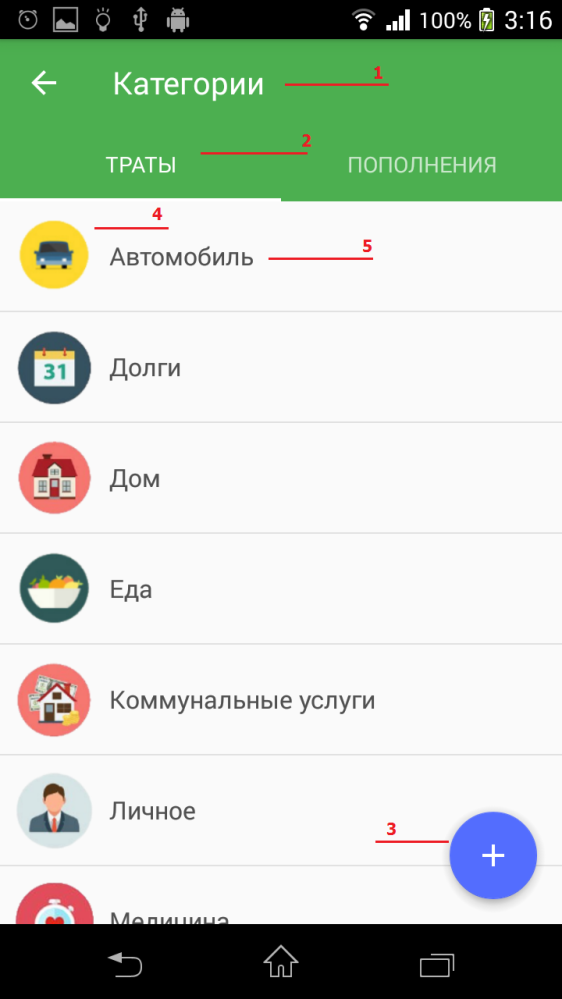 100% 3:16
Категории 1
2
ТРАТЫ ПОПОЛНЕНИЯ
4
Автомобиль 5
31 Долги
Дом
Еда
Коммунальные услуги
Личное
3
+
Медицина